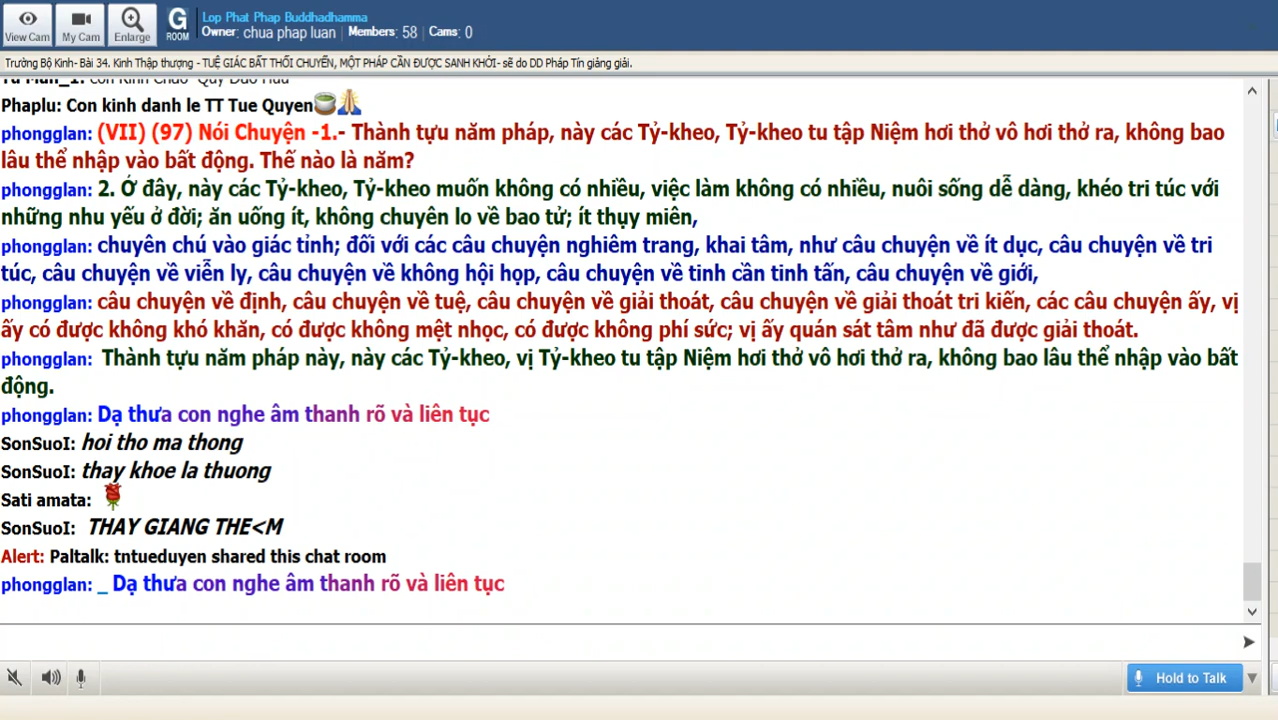 View Cam
My Cam
Enlarge
G
ROOM
Lop Phat Phap Buddhadhamma
Owner: chua phap luan | Members: 58 | Cams: 0
Trường Bộ Kinh- Bài 34. Kinh Thập thượng - TUỆ GIÁC BẤT THỐI CHUYỂN, MỘT PHÁP CẦN ĐƯỢC SANH KHỞI- sẽ do DD Pháp Tín giảng giải.
Phaplu: Con kinh danh le TT Tue Quyen
phongglan: (VII) (97) Nói Chuyện -1.- Thành tựu năm pháp, này các Tỷ-kheo, Tỷ-kheo tu tập Niệm hơi thở vô hơi thở ra, không bao
lâu thể nhập vào bất động. Thế nào là năm?
phongglan: 2. Ở đây, này các Tỷ-kheo, Tỷ-kheo muốn không có nhiều, việc làm không có nhiều, nuôi sống dễ dàng, khéo tri túc với
những nhu yếu ở đời; ăn uống ít, không chuyên lo về bao tử; ít thụy miên,
phongglan: chuyên chú vào giác tỉnh; đối với các câu chuyện nghiêm trang, khai tâm, như câu chuyện về ít dục, câu chuyện về tri
túc, câu chuyện về viễn ly, câu chuyện về không hội họp, câu chuyện về tinh cần tinh tấn, câu chuyện về giới,
phongglan: câu chuyện về định, câu chuyện về tuệ, câu chuyện về giải thoát, câu chuyện về giải thoát tri kiến, các câu chuyện ấy, vị
ấy có được không khó khăn, có được không mệt nhọc, có được không phí sức; vị ấy quán sát tâm như đã được giải thoát.
phongglan: Thành tựu năm pháp này, này các Tỷ-kheo, vị Tỷ-kheo tu tập Niệm hơi thở vô hơi thở ra, không bao lâu thể nhập vào bất
động.
phongglan: Dạ thưa con nghe âm thanh rõ và liên tục
SonSuoI: hoi tho ma thong
SonSuoI: thay khoe la thuong
Sati amata:
SonSuoI: THAY GIANG THE<M
Alert: Paltalk: tntueduyen shared this chat room
phongglan: _ Dạ thưa con nghe âm thanh rõ và liên tục
Hold to Talk